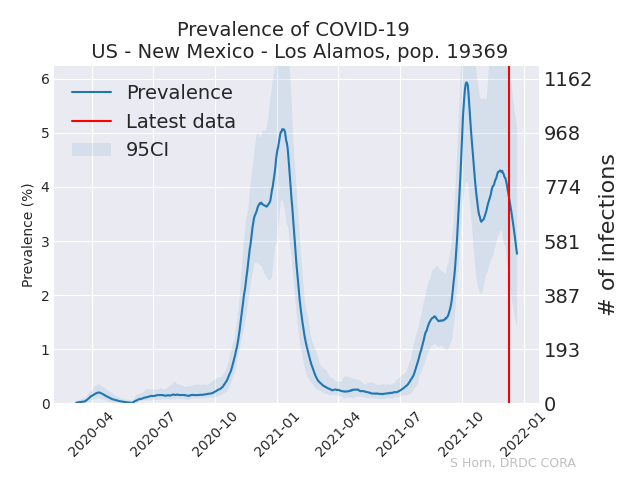 Prevalence of COVID-19
US - New Mexico - Los Alamos, pop. 19369
Prevalence
Latest data
95CI
Prevalence (%)
6
5
4
3
2
1
0
1162
968
774
581
387
193
0
# of infections
2020-04
2020-07
2020-10
2021-01
2021-04
2021-07
2021-10
2022-01
S Horn, DRDC CORA